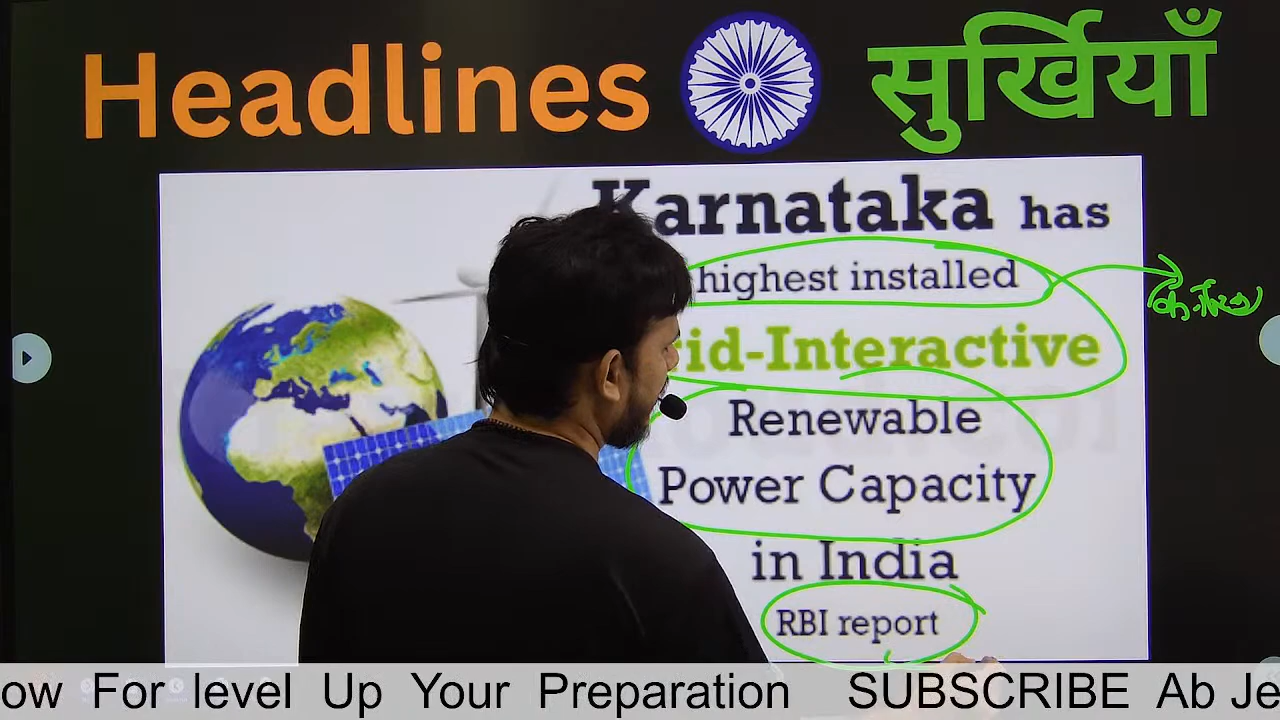 Headlines सुर्खियाँ
Karnataka has
highest installed
rid-Interactive
Renewable
Power Capacity
in India
RBI report
ow For level Up Your Preparation SUBSCRIBE Ab Je